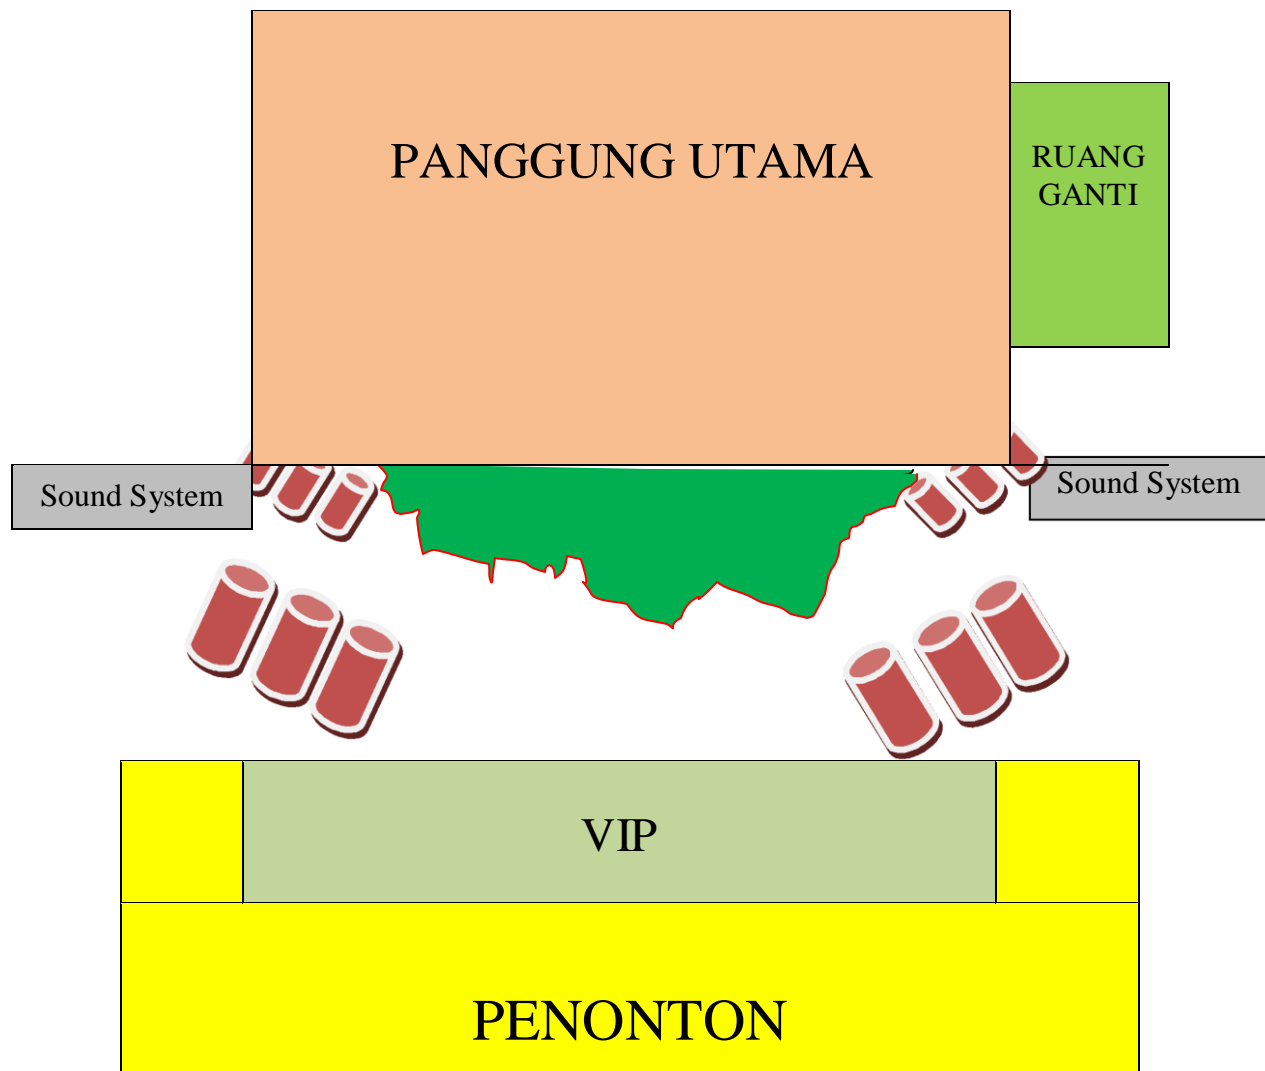 PANGGUNG UTAMA
RUANG
GANTI
Sound System
Sound System
VIP
PENONTON